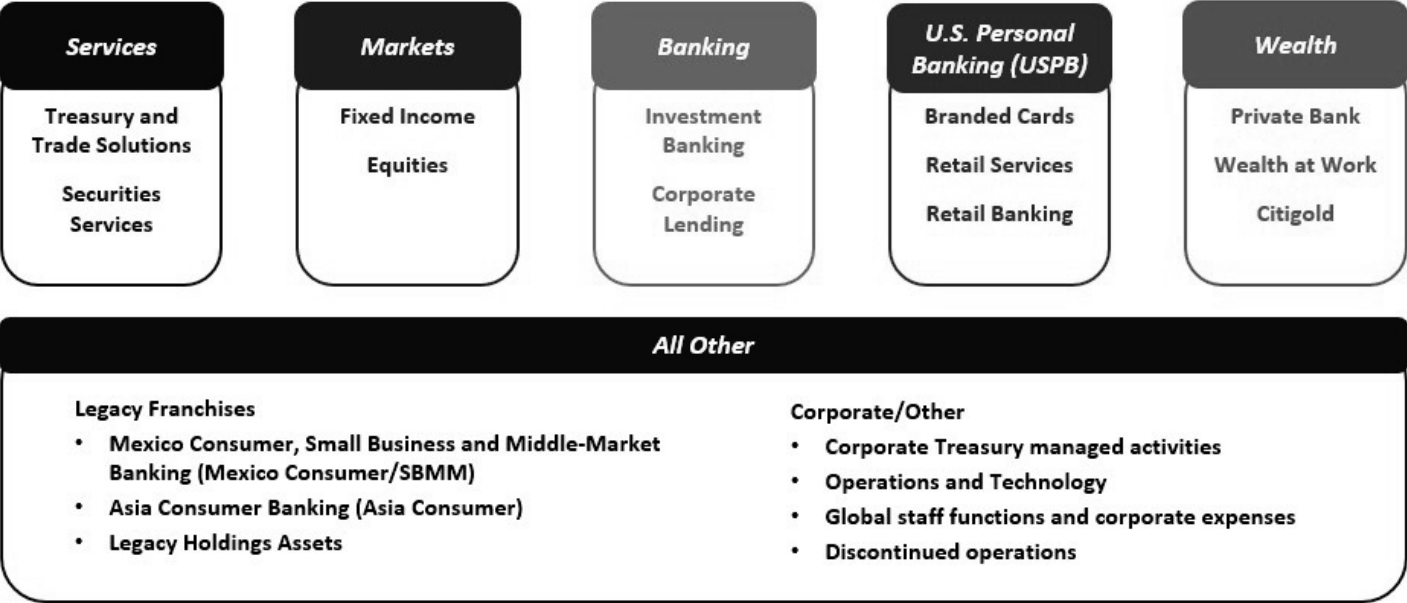 Services
Treasury and
Trade Solutions
Securities
Services
Markets
Fixed Income
Equities
Banking
Investment
Banking
Corporate
Lending
U.S. Personal
Banking (USPB)
Branded Cards
Retail Services
Retail Banking
Wealth
Private Bank
Wealth at Work
Citigold
All Other
Legacy Franchises
• Mexico Consumer, Small Business and Middle-Market
Banking (Mexico Consumer/SBMM)
• Asia Consumer Banking (Asia Consumer)
• Legacy Holdings Assets
Corporate/Other
• Corporate Treasury managed activities
• Operations and Technology
• Global staff functions and corporate expenses
• Discontinued operations